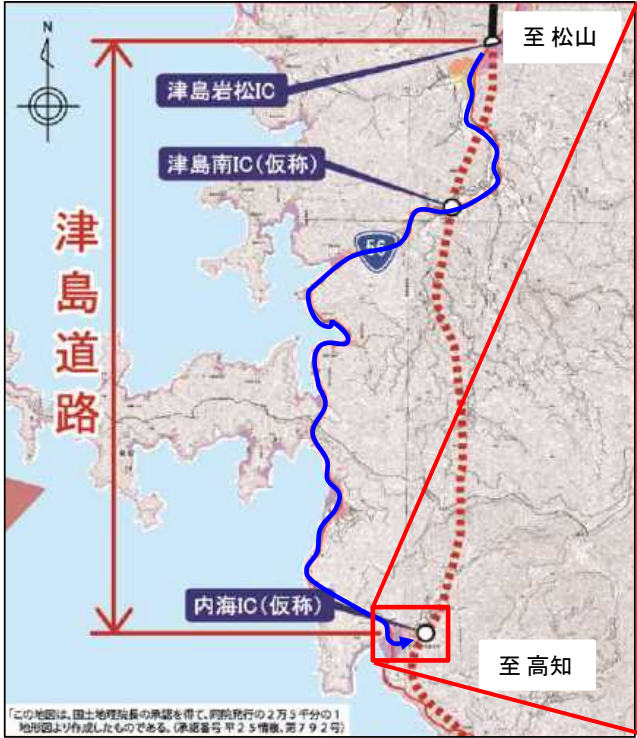 N
至 松山
津島岩松IC
津島南IC(仮称)
56
津島道路
内海IC(仮称)
至 高知
「この地図は、国土地理院長の承認を得て、同院発行の2万5千分の1
地形図より作成したものである。(承認番号 平25情複、第792号)